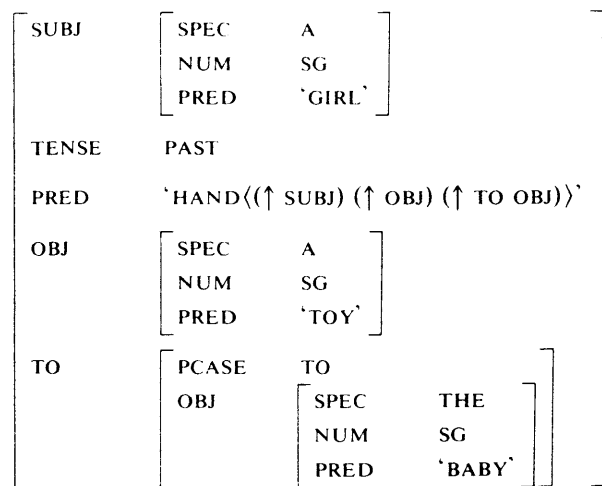 SUBJ SPEC A
NUM SG
PRED 'GIRL'
TENSE PAST
PRED 'HAND⟨(↑ SUBJ) (↑ OBJ) (↑ TO OBJ)⟩'
OBJ SPEC A
NUM SG
PRED 'TOY'
TO PCASE TO
OBJ SPEC THE
NUM SG
PRED 'BABY'